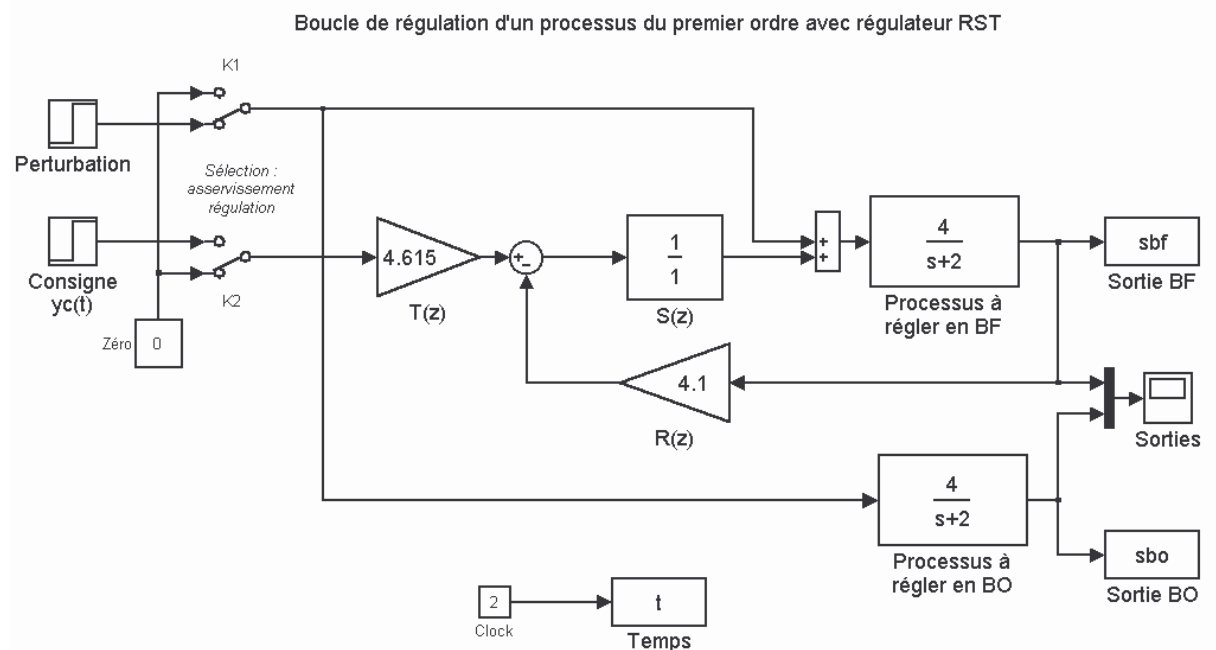 Boucle de régulation d'un processus du premier ordre avec régulateur RST
K1
Perturbation
Sélection :
asservissement
régulation
Consigne
yc(t)
K2
Zéro
0
4.615
T(z)
+
-
1
1
S(z)
+
+
4
s+2
Processus à
régler en BF
sbf
Sortie BF
4.1
R(z)
Sorties
4
s+2
Processus à
régler en BO
sbo
Sortie BO
2
Clock
t
Temps